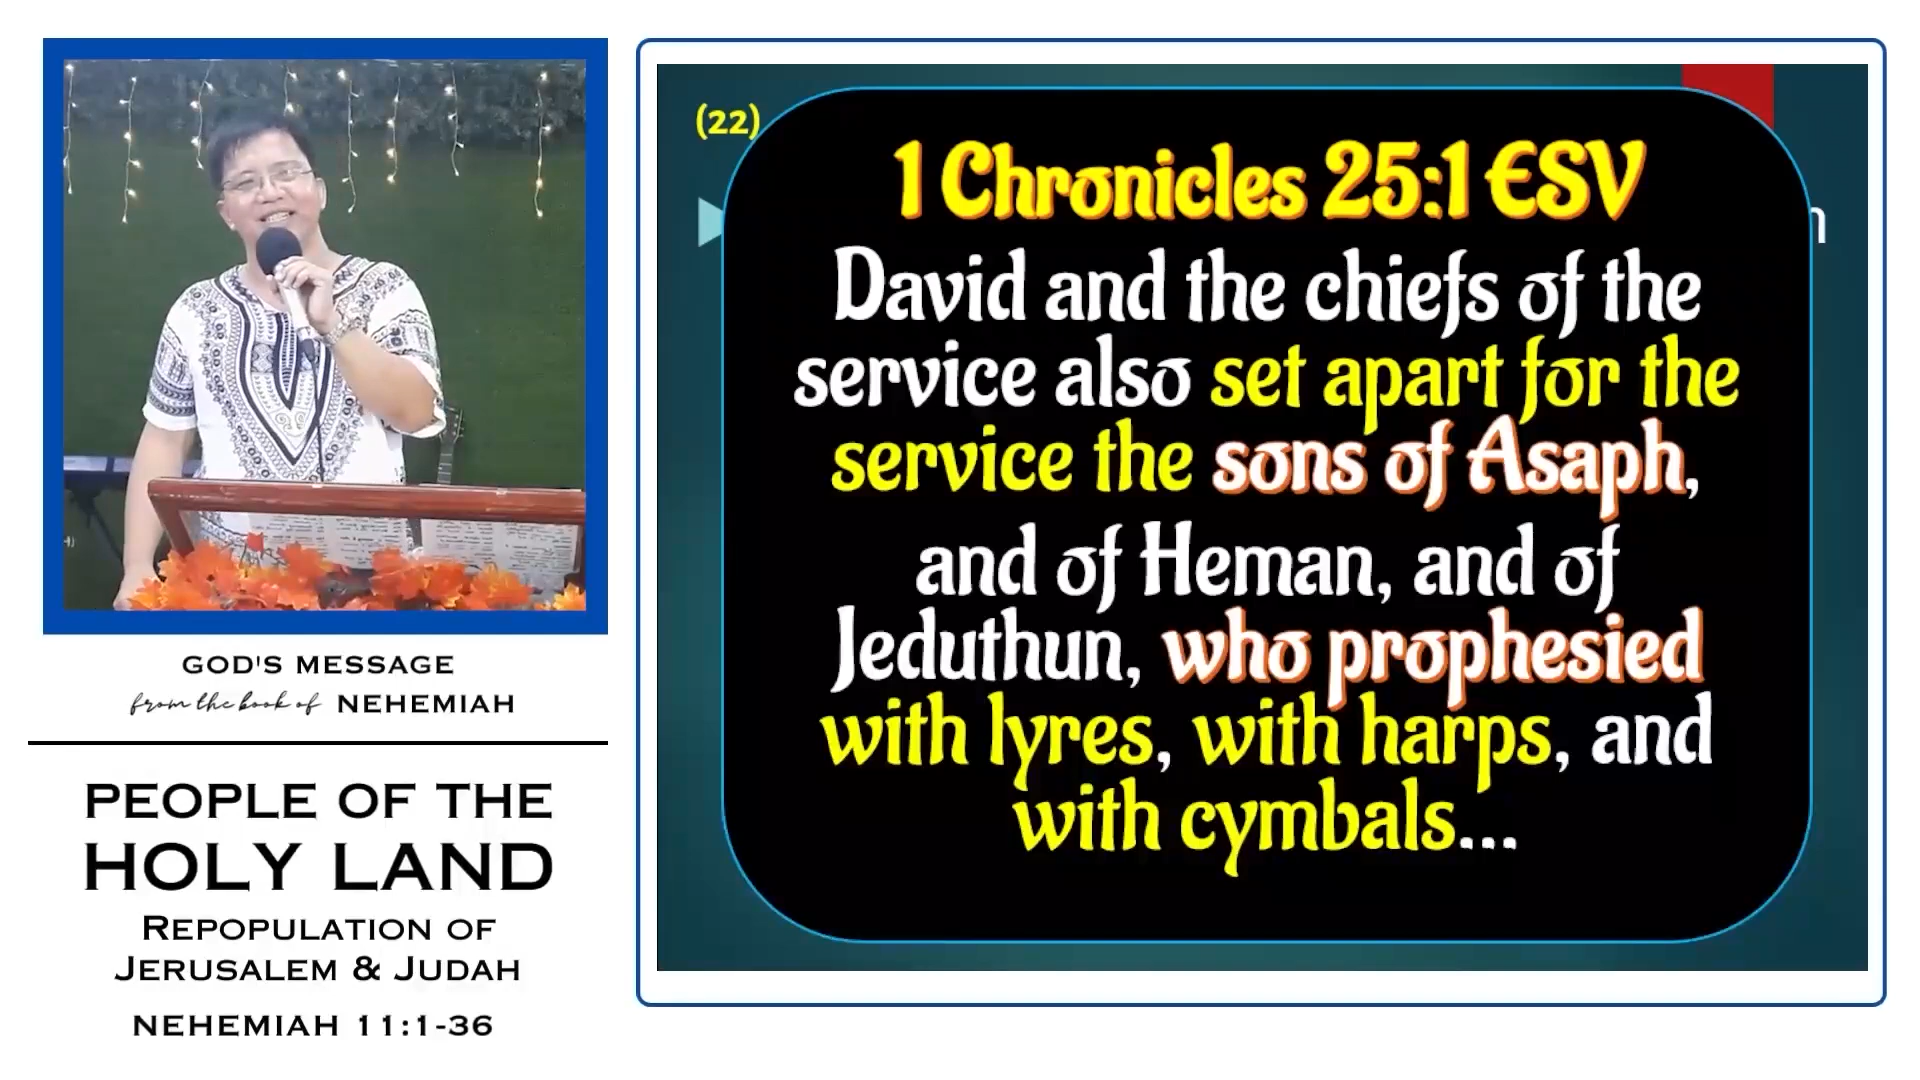 GOD'S MESSAGE
from the book of NEHEMIAH
PEOPLE OF THE
HOLY LAND
REPOPULATION OF
JERUSALEM & JUDAH
NEHEMIAH 11:1-36
(22)
1 Chronicles 25:1 ESV
David and the chiefs of the
service also set apart for the
service the sons of Asaph,
and of Heman, and of
Jeduthun, who prophesied
with lyres, with harps, and
with cymbals...